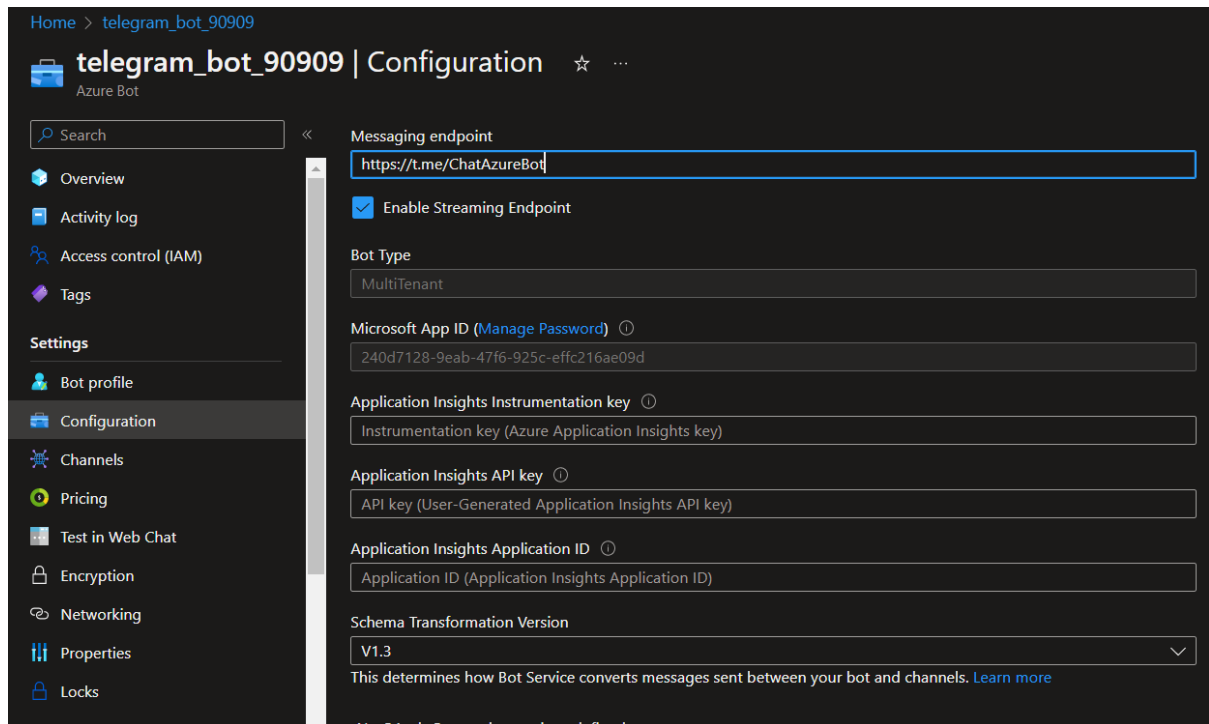 Home > telegram_bot_90909
telegram_bot_90909 | Configuration
Azure Bot
Search
Overview
Activity log
Access control (IAM)
Tags
Settings
Bot profile
Configuration
Channels
Pricing
Test in Web Chat
Encryption
Networking
Properties
Locks
Messaging endpoint
https://t.me/ChatAzureBot
Enable Streaming Endpoint
Bot Type
MultiTenant
Microsoft App ID (Manage Password)
240d7128-9eab-47f6-925c-effc216ae09d
Application Insights Instrumentation key
Instrumentation key (Azure Application Insights key)
Application Insights API key
API key (User-Generated Application Insights API key)
Application Insights Application ID
Application ID (Application Insights Application ID)
Schema Transformation Version
V1.3
This determines how Bot Service converts messages sent between your bot and channels. Learn more